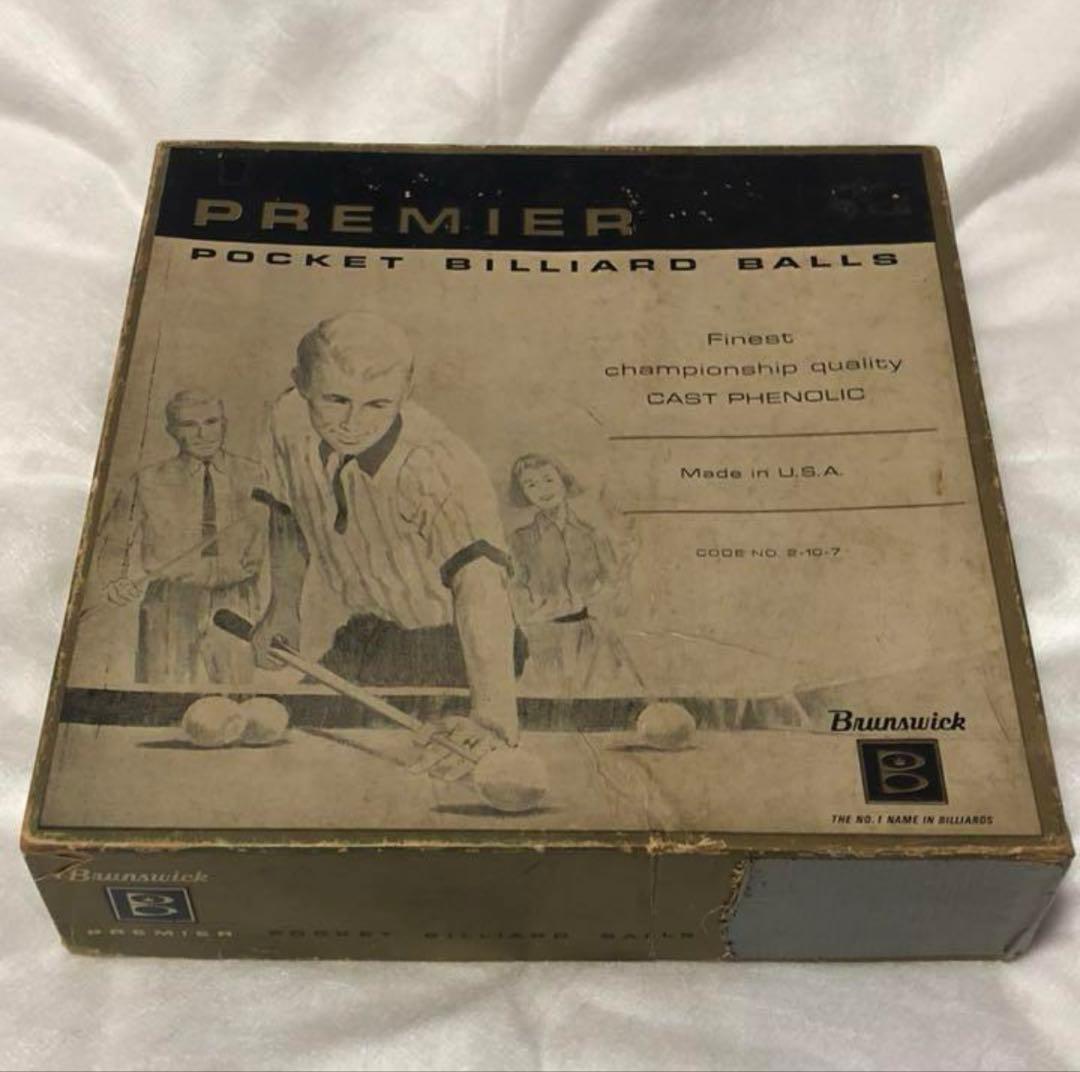 PREMIER
POCKET BILLIARD BALLS
Finest
championship quality
CAST PHENOLIC
Made in U.S.A.
CODE NO. 2-10-7
Brunswick
B
THE NO. 1 NAME IN BILLIARDS
Brunswick
B
PREMIER POCKET BILLIARD BALLS